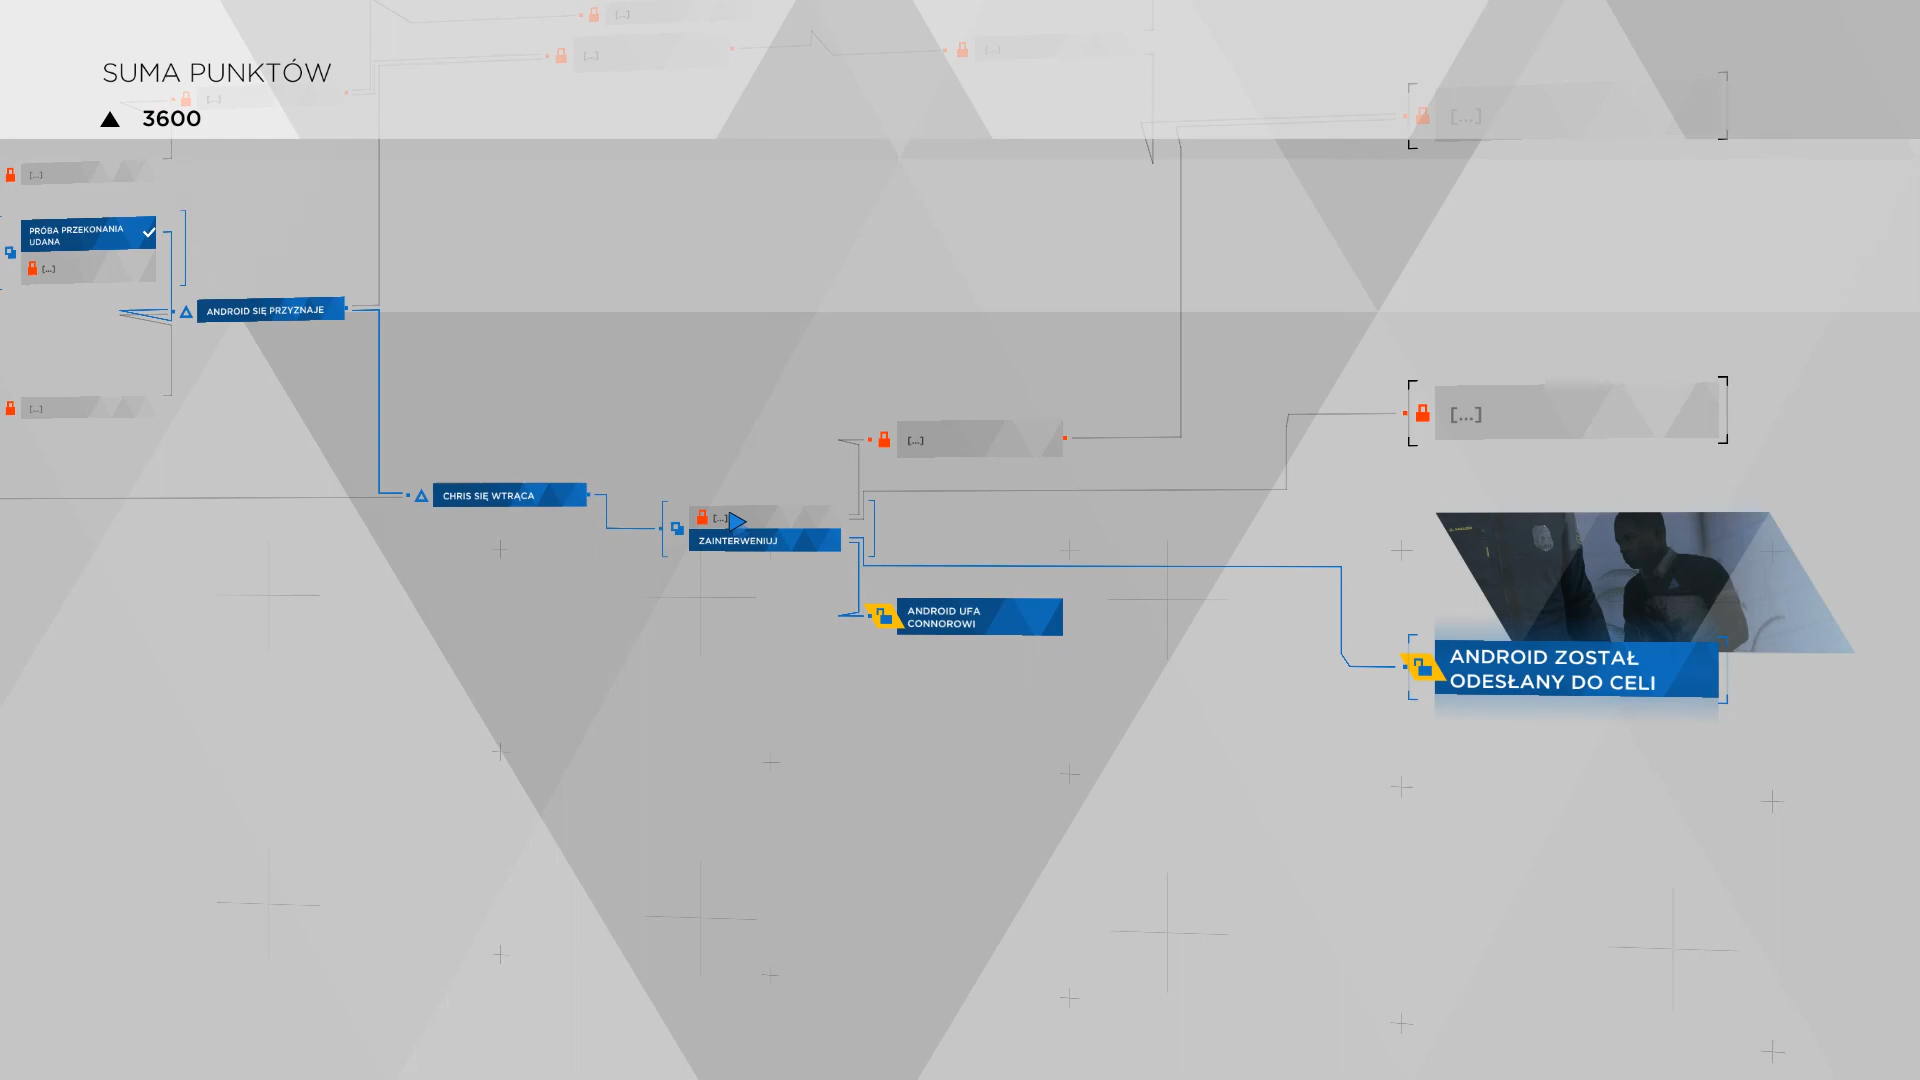 SUMA PUNKTÓW
3600
[...]
[...]
[...]
[...]
[...]
[...]
PRÓBA PRZEKONANIA
UDANA
[...]
ANDROID SIĘ PRZYZNAJE
[...]
[...]
[...]
CHRIS SIĘ WTRĄCA
[...]
ZAINTERWENIUJ
ANDROID UFA
CONNOROWI
ANDROID ZOSTAŁ
ODESŁANY DO CELI